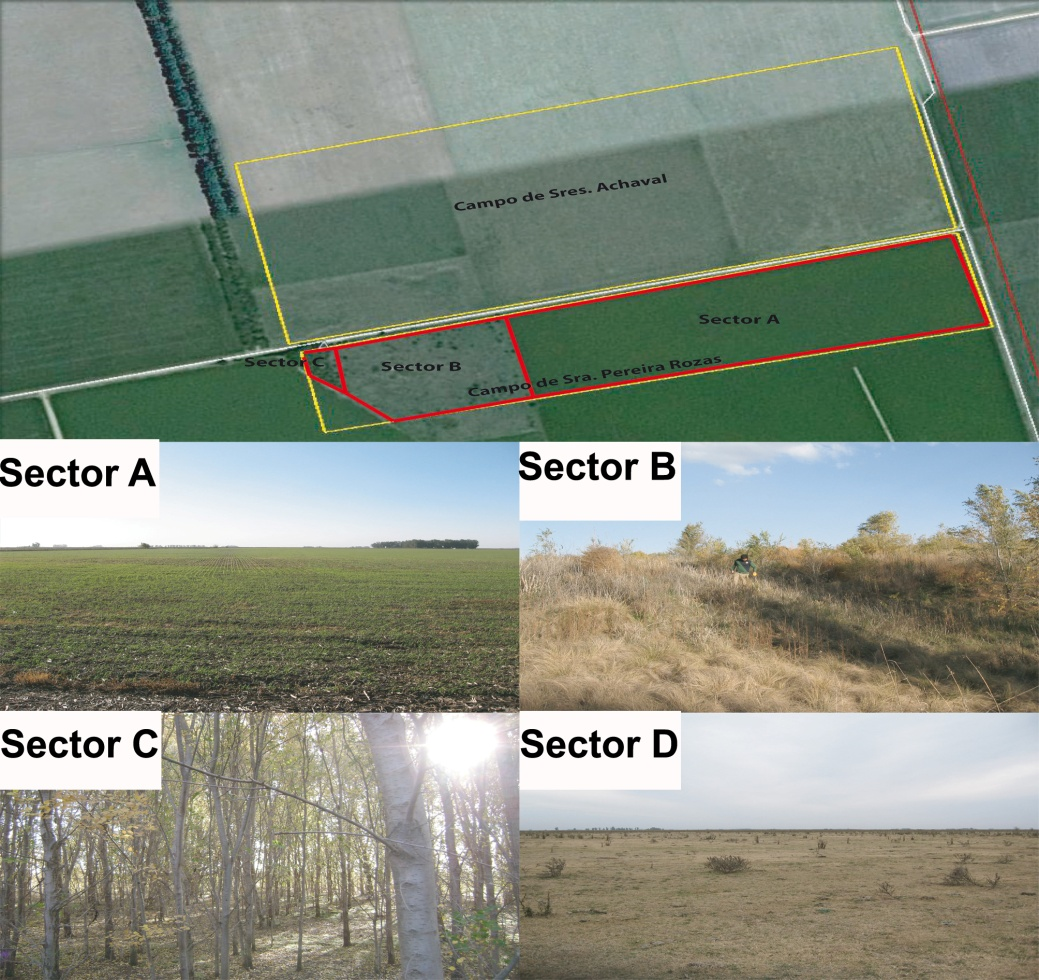 Campo de Sres. Achaval
Sector A
Sector C
Sector B
Campo de Sra. Pereira Rozas
Sector A
Sector B
Sector C
Sector D